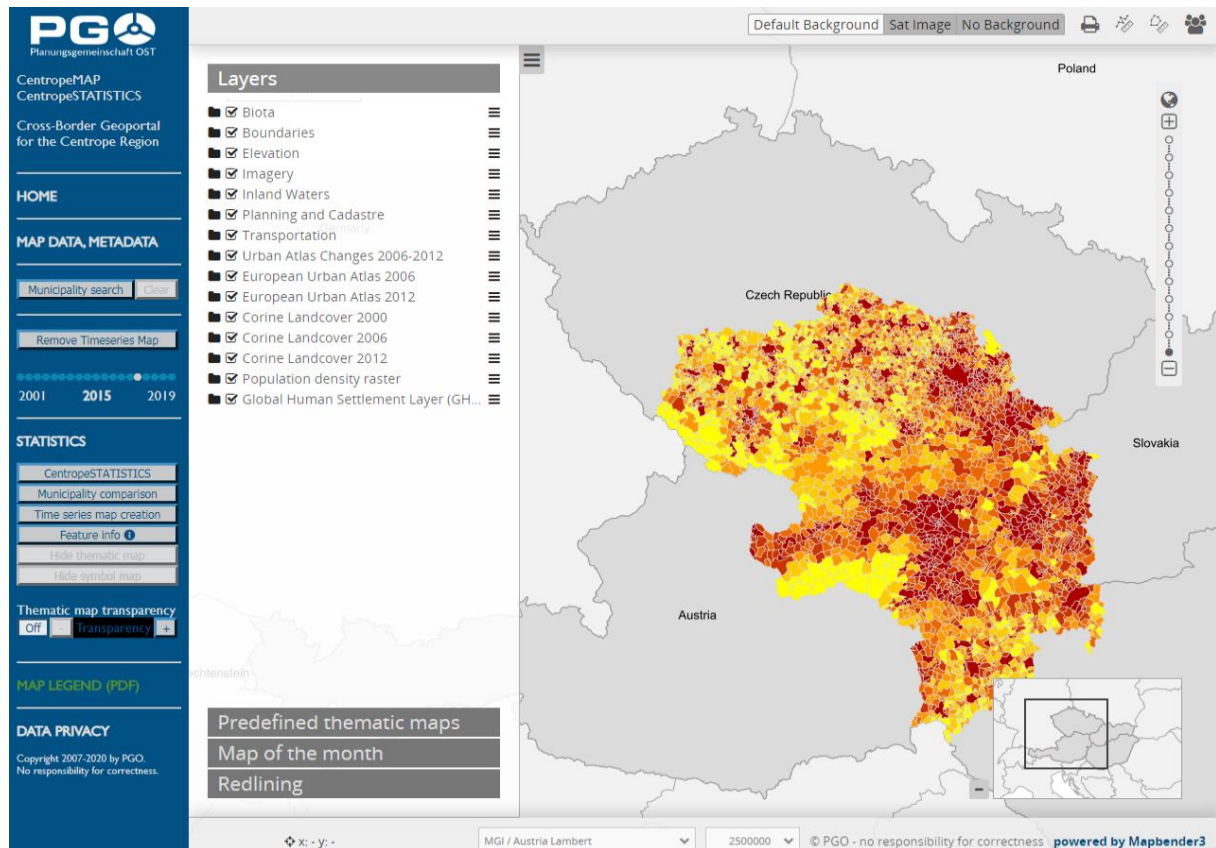 PGO
Planungsgemeinschaft OST
CentropeMAP
CentropeSTATISTICS
Cross-Border Geoportal
for the Centrope Region
HOME
MAP DATA, METADATA
Municipality search Clear
Remove Timeseries Map
2001 2015 2019
STATISTICS
CentropeSTATISTICS
Municipality comparison
Time series map creation
Feature info
Hide thematic map
Hide symbol map
Thematic map transparency
Off - Transparency +
MAP LEGEND (PDF)
DATA PRIVACY
Copyright 2007-2020 by PGO.
No responsibility for correctness.
Default Background Sat Image No Background
Layers
Biota
Boundaries
Elevation
Imagery
Inland Waters
Planning and Cadastre
Germany
Transportation
Urban Atlas Changes 2006-2012
European Urban Atlas 2006
European Urban Atlas 2012
Corine Landcover 2000
Corine Landcover 2006
Corine Landcover 2012
Population density raster
Global Human Settlement Layer (GH...
chtenstein
Predefined thematic maps
Map of the month
Redlining
Poland
Czech Republic
Slovakia
Austria
x: - y: -
MGI / Austria Lambert
2500000
© PGO - no responsibility for correctness powered by Mapbender3